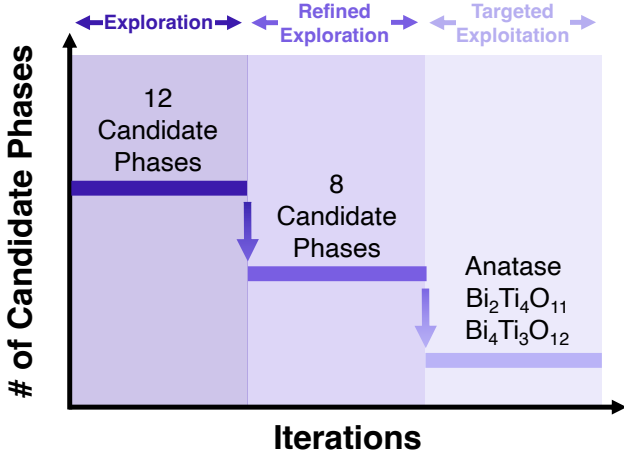 Exploration
Refined
Exploration
Targeted
Exploitation
12
Candidate
Phases
8
Candidate
Phases
Anatase
Bi₂Ti₄O₁₁
Bi₄Ti₃O₁₂
# of Candidate Phases
Iterations